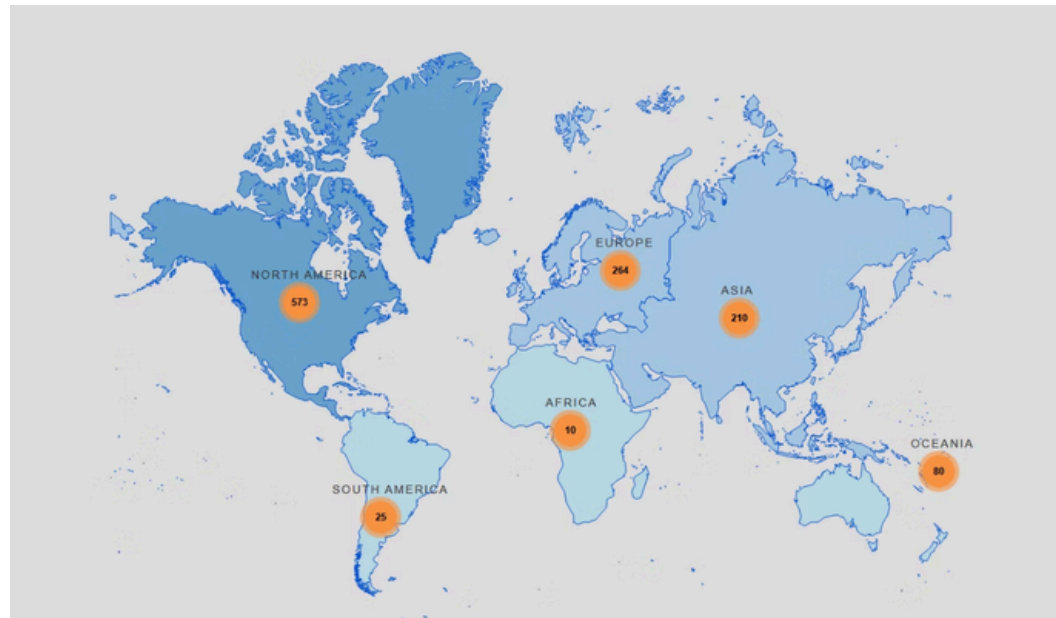 EUROPE
264
NORTH AMERICA
573
ASIA
210
AFRICA
10
OCEANIA
80
SOUTH AMERICA
25